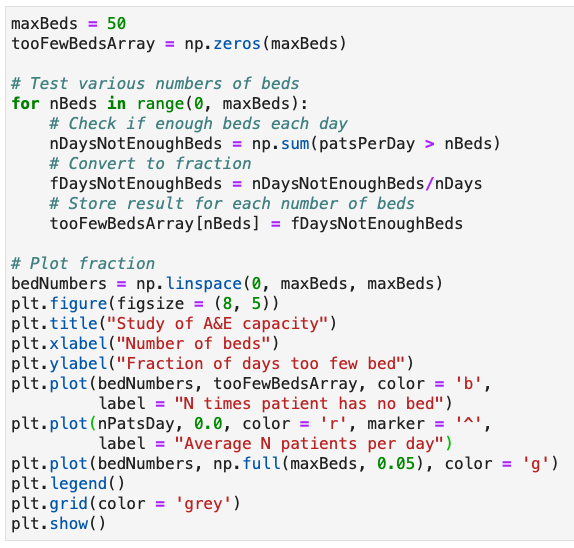 maxBeds = 50
tooFewBedsArray = np.zeros(maxBeds)
# Test various numbers of beds
for nBeds in range(0, maxBeds):
    # Check if enough beds each day
    nDaysNotEnoughBeds = np.sum(patsPerDay > nBeds)
    # Convert to fraction
    fDaysNotEnoughBeds = nDaysNotEnoughBeds/nDays
    # Store result for each number of beds
    tooFewBedsArray[nBeds] = fDaysNotEnoughBeds
# Plot fraction
bedNumbers = np.linspace(0, maxBeds, maxBeds)
plt.figure(figsize = (8, 5))
plt.title("Study of A&E capacity")
plt.xlabel("Number of beds")
plt.ylabel("Fraction of days too few bed")
plt.plot(bedNumbers, tooFewBedsArray, color = 'b',
         label = "N times patient has no bed")
plt.plot(nPatsDay, 0.0, color = 'r', marker = '^',
         label = "Average N patients per day")
plt.plot(bedNumbers, np.full(maxBeds, 0.05), color = 'g')
plt.legend()
plt.grid(color = 'grey')
plt.show()